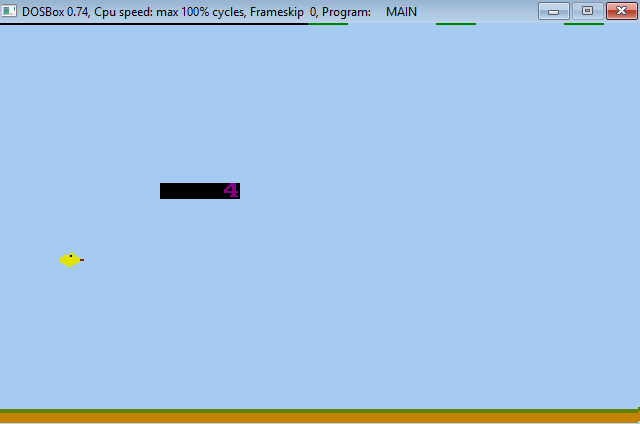 DOSBox 0.74, Cpu speed: max 100% cycles, Frameskip 0, Program: MAIN
4